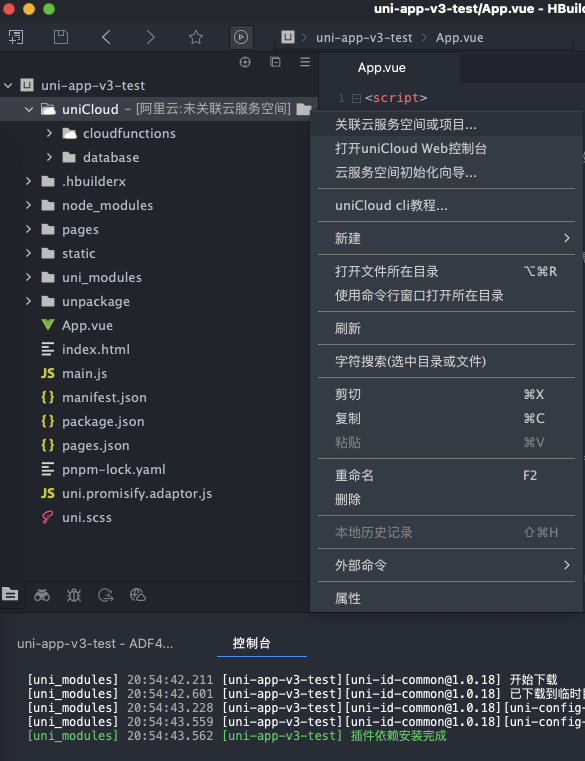 uni-app-v3-test/App.vue - HBuil
uni-app-v3-test
App.vue
App.vue
1 <script>
uni-app-v3-test
uniCloud - [阿里云:未关联云服务空间]
cloudfunctions
database
.hbuilderx
node_modules
pages
static
uni_modules
unpackage
App.vue
index.html
JS main.js
{ } manifest.json
{ } package.json
{ } pages.json
pnpm-lock.yaml
JS uni.promisify.adaptor.js
uni.scss
关联云服务空间或项目...
打开uniCloud Web控制台
云服务空间初始化向导...
uniCloud cli教程...
新建
打开文件所在目录 ⌥⌘R
使用命令行窗口打开所在目录
刷新
字符搜索(选中目录或文件)
剪切 ⌘X
复制 ⌘C
粘贴 ⌘V
重命名 F2
删除
本地历史记录 ⇧⌘H
外部命令
属性
uni-app-v3-test - ADF4...
控制台
[uni_modules] 20:54:42.211 [uni-app-v3-test][uni-id-common@1.0.18] 开始下载
[uni_modules] 20:54:42.601 [uni-app-v3-test][uni-id-common@1.0.18] 已下载到临时
[uni_modules] 20:54:43.228 [uni-app-v3-test][uni-id-common@1.0.18][uni-config-
[uni_modules] 20:54:43.559 [uni-app-v3-test][uni-id-common@1.0.18][uni-config-
[uni_modules] 20:54:43.562 [uni-app-v3-test] 插件依赖安装完成